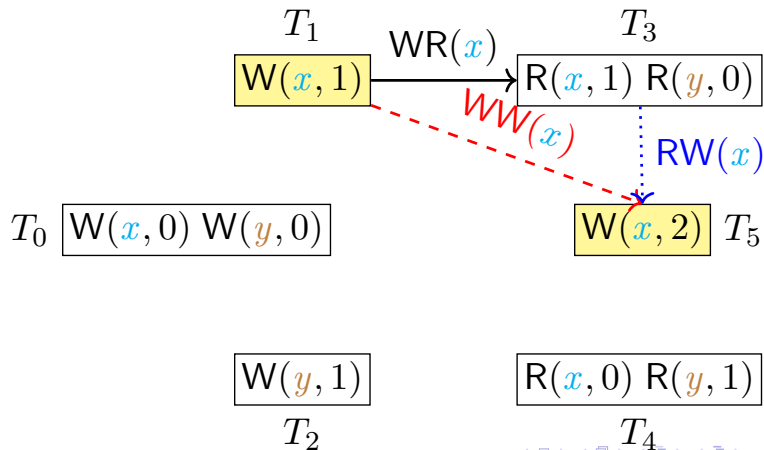 T₁ T₃
W(x, 1) WR(x) R(x, 1) R(y, 0)
WW(x)
RW(x)
T₀ W(x, 0) W(y, 0) W(x, 2) T₅
W(y, 1) R(x, 0) R(y, 1)
T₂ T₄